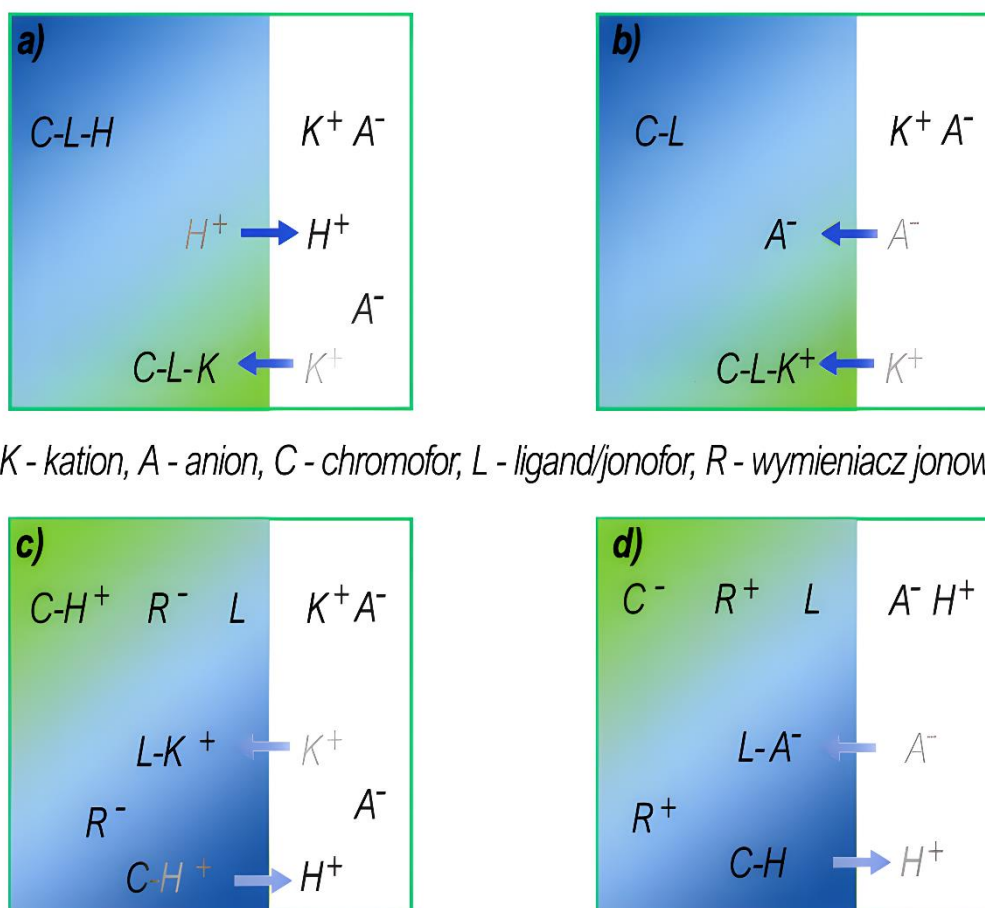 a)
C-L-H
K⁺ A⁻
H⁺ H⁺
A⁻
C-L-K K⁺
b)
C-L
K⁺ A⁻
A⁻ A⁻
C-L-K⁺ K⁺
K - kation, A - anion, C - chromofor, L - ligand/jonofor, R - wymieniacz jonow
c)
C-H⁺ R⁻ L K⁺A⁻
L-K⁺ K⁺
A⁻
R⁻
C-H⁺ H⁺
d)
C⁻ R⁺ L A⁻ H⁺
L-A⁻ A⁻
R⁺
C-H H⁺